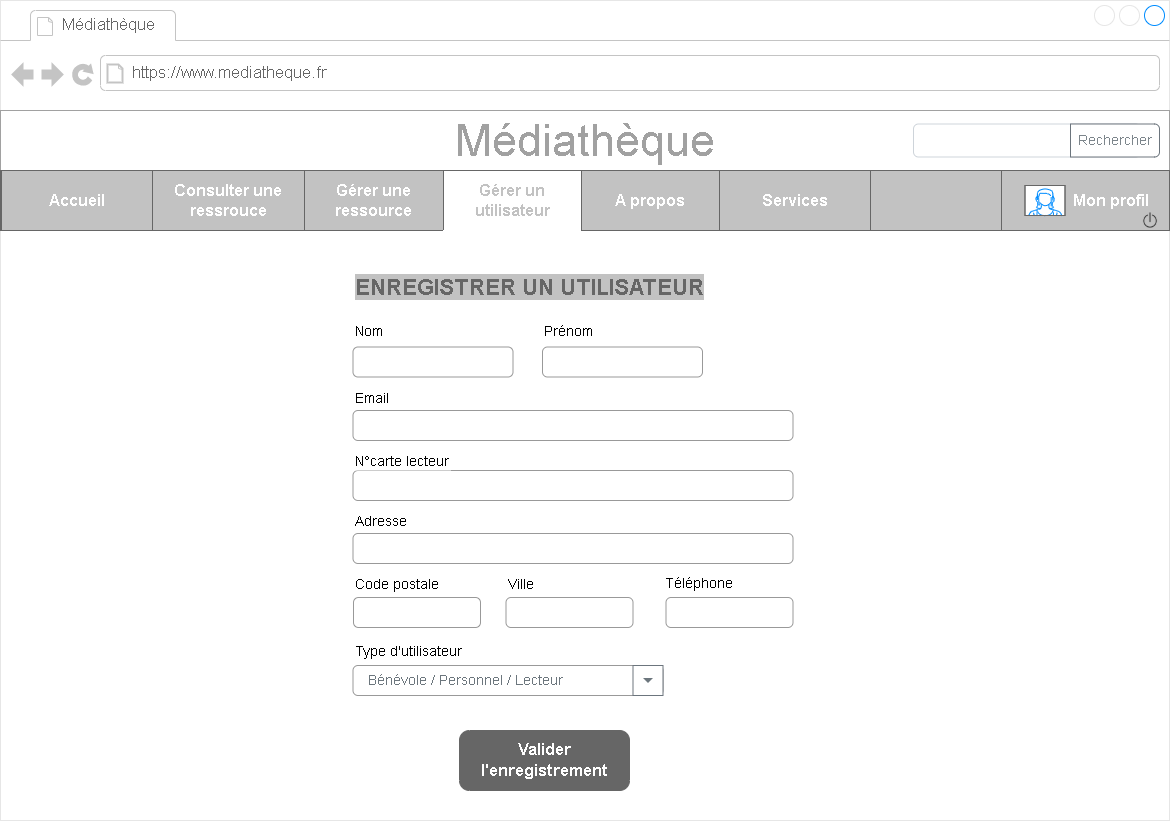 Médiathèque
https://www.mediatheque.fr
Médiathèque
Rechercher
Accueil
Consulter une
ressrouce
Gérer une
ressource
Gérer un
utilisateur
A propos
Services
Mon profil
ENREGISTRER UN UTILISATEUR
Nom
Prénom
Email
N°carte lecteur
Adresse
Code postale
Ville
Téléphone
Type d'utilisateur
Bénévole / Personnel / Lecteur
Valider
l'enregistrement